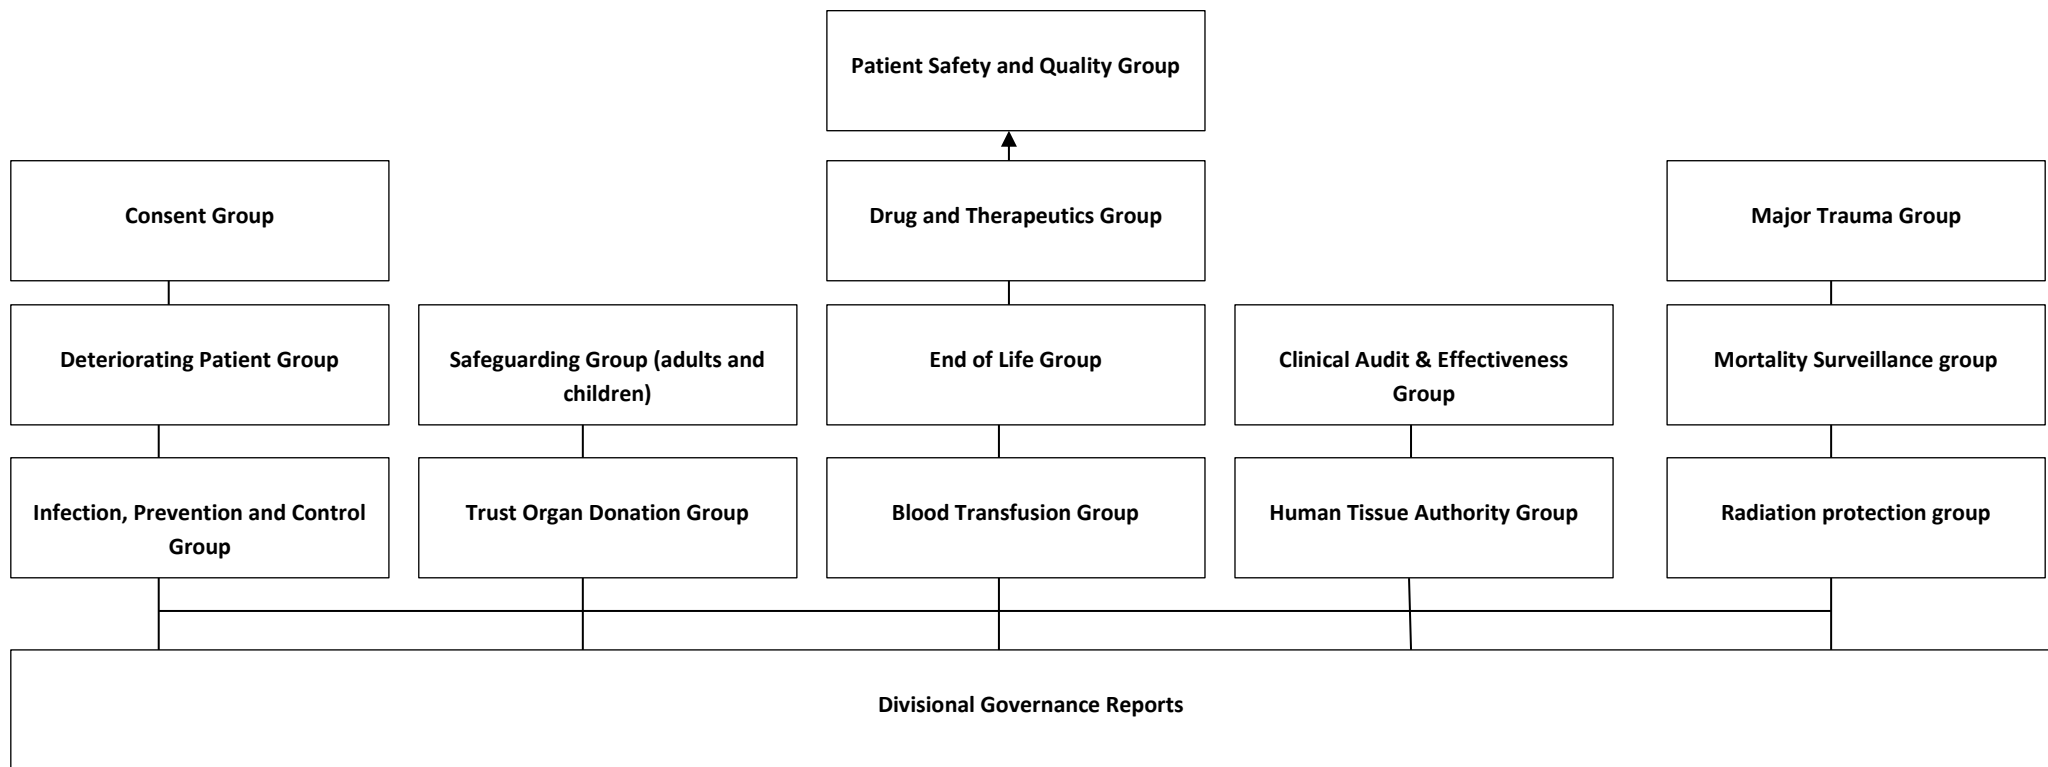 Patient Safety and Quality Group
Consent Group
Drug and Therapeutics Group
Major Trauma Group
Deteriorating Patient Group
Safeguarding Group (adults and
children)
End of Life Group
Clinical Audit & Effectiveness
Group
Mortality Surveillance group
Infection, Prevention and Control
Group
Trust Organ Donation Group
Blood Transfusion Group
Human Tissue Authority Group
Radiation protection group
Divisional Governance Reports